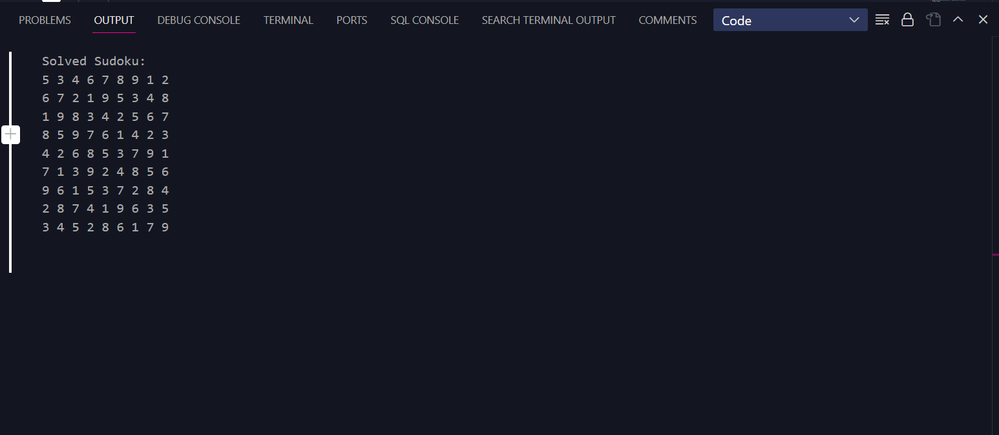 PROBLEMS OUTPUT DEBUG CONSOLE TERMINAL PORTS SQL CONSOLE SEARCH TERMINAL OUTPUT COMMENTS Code
Solved Sudoku:
5 3 4 6 7 8 9 1 2
6 7 2 1 9 5 3 4 8
1 9 8 3 4 2 5 6 7
8 5 9 7 6 1 4 2 3
4 2 6 8 5 3 7 9 1
7 1 3 9 2 4 8 5 6
9 6 1 5 3 7 2 8 4
2 8 7 4 1 9 6 3 5
3 4 5 2 8 6 1 7 9